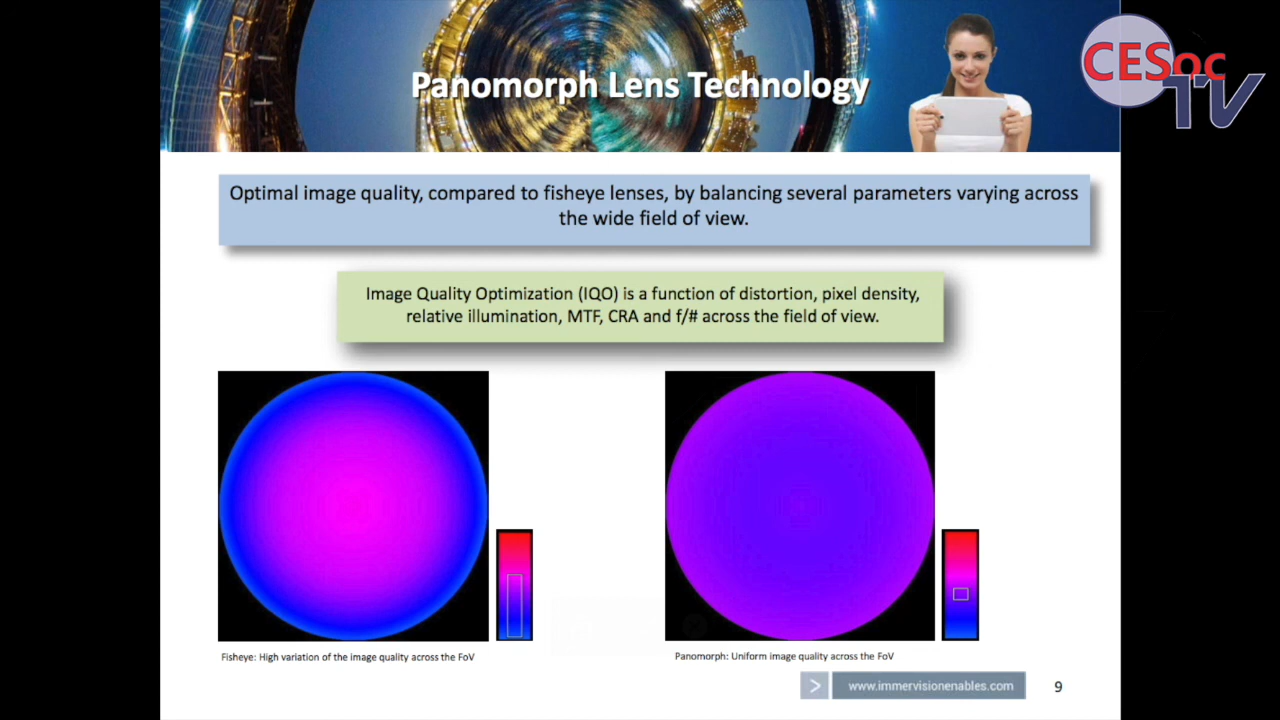 Panomorph Lens Technology
CESoc
TV
Optimal image quality, compared to fisheye lenses, by balancing several parameters varying across
the wide field of view.
Image Quality Optimization (IQO) is a function of distortion, pixel density,
relative illumination, MTF, CRA and f/# across the field of view.
Fisheye: High variation of the image quality across the FoV
Panomorph: Uniform image quality across the FoV
> www.immervisionenables.com 9